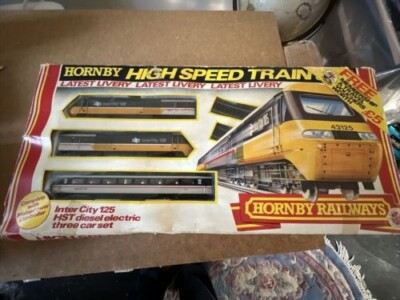 HORNBY HIGH SPEED TRAIN
LATEST LIVERY LATEST LIVERY LATEST LIVERY
FREE
£5
43125
HORNBY RAILWAYS
Inter City 125
HST diesel electric
three car set